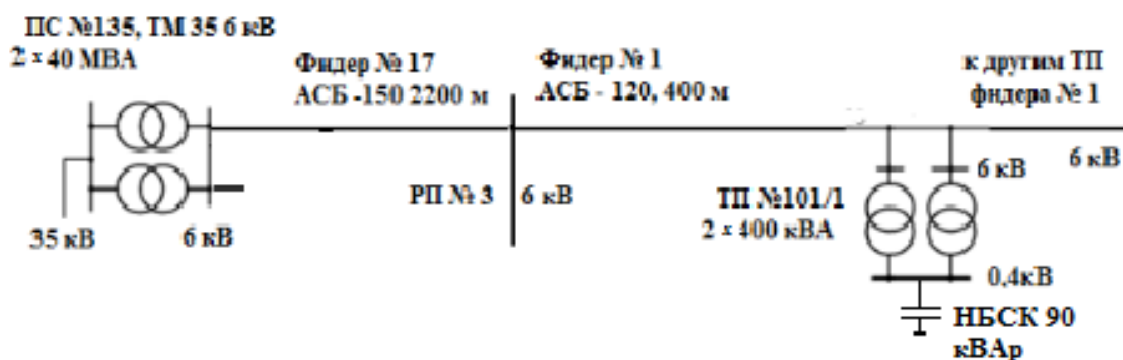 ПС №135, ТМ 35 6 кВ
2 × 40 МВА
Фидер № 17
АСБ -150 2200 м
Фидер № 1
АСБ - 120, 400 м
к другим ТП
фидера № 1
35 кВ
6 кВ
РП № 3
6 кВ
ТП №101/1
2 × 400 кВА
6 кВ
6 кВ
0,4кВ
НБСК 90
кВАр